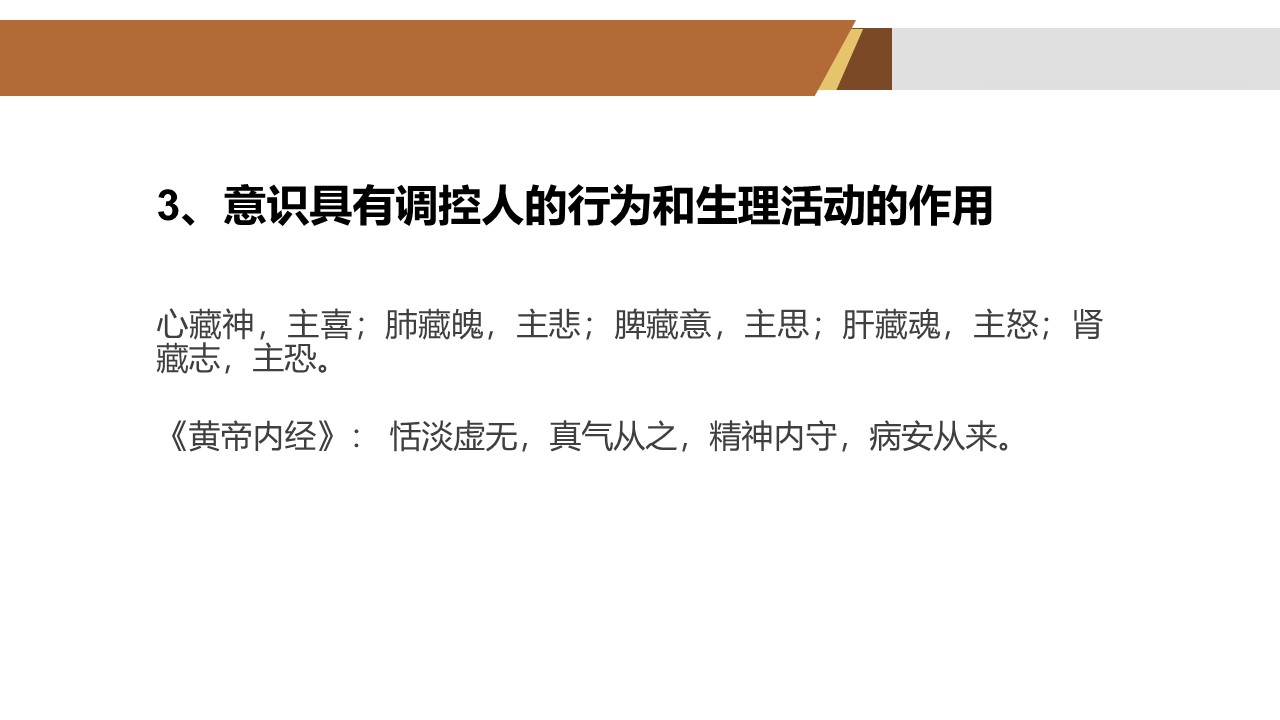 3、意识具有调控人的行为和生理活动的作用
心藏神，主喜；肺藏魄，主悲；脾藏意，主思；肝藏魂，主怒；肾
藏志，主恐。
《黄帝内经》： 恬淡虚无，真气从之，精神内守，病安从来。